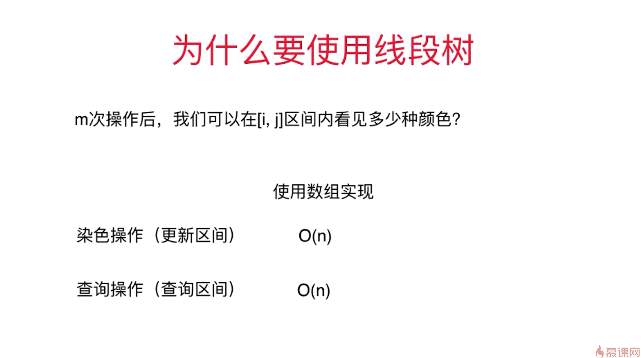 为什么要使用线段树
m次操作后，我们可以在[i, j]区间内看见多少种颜色？
使用数组实现
染色操作（更新区间） O(n)
查询操作（查询区间） O(n)
慕课网